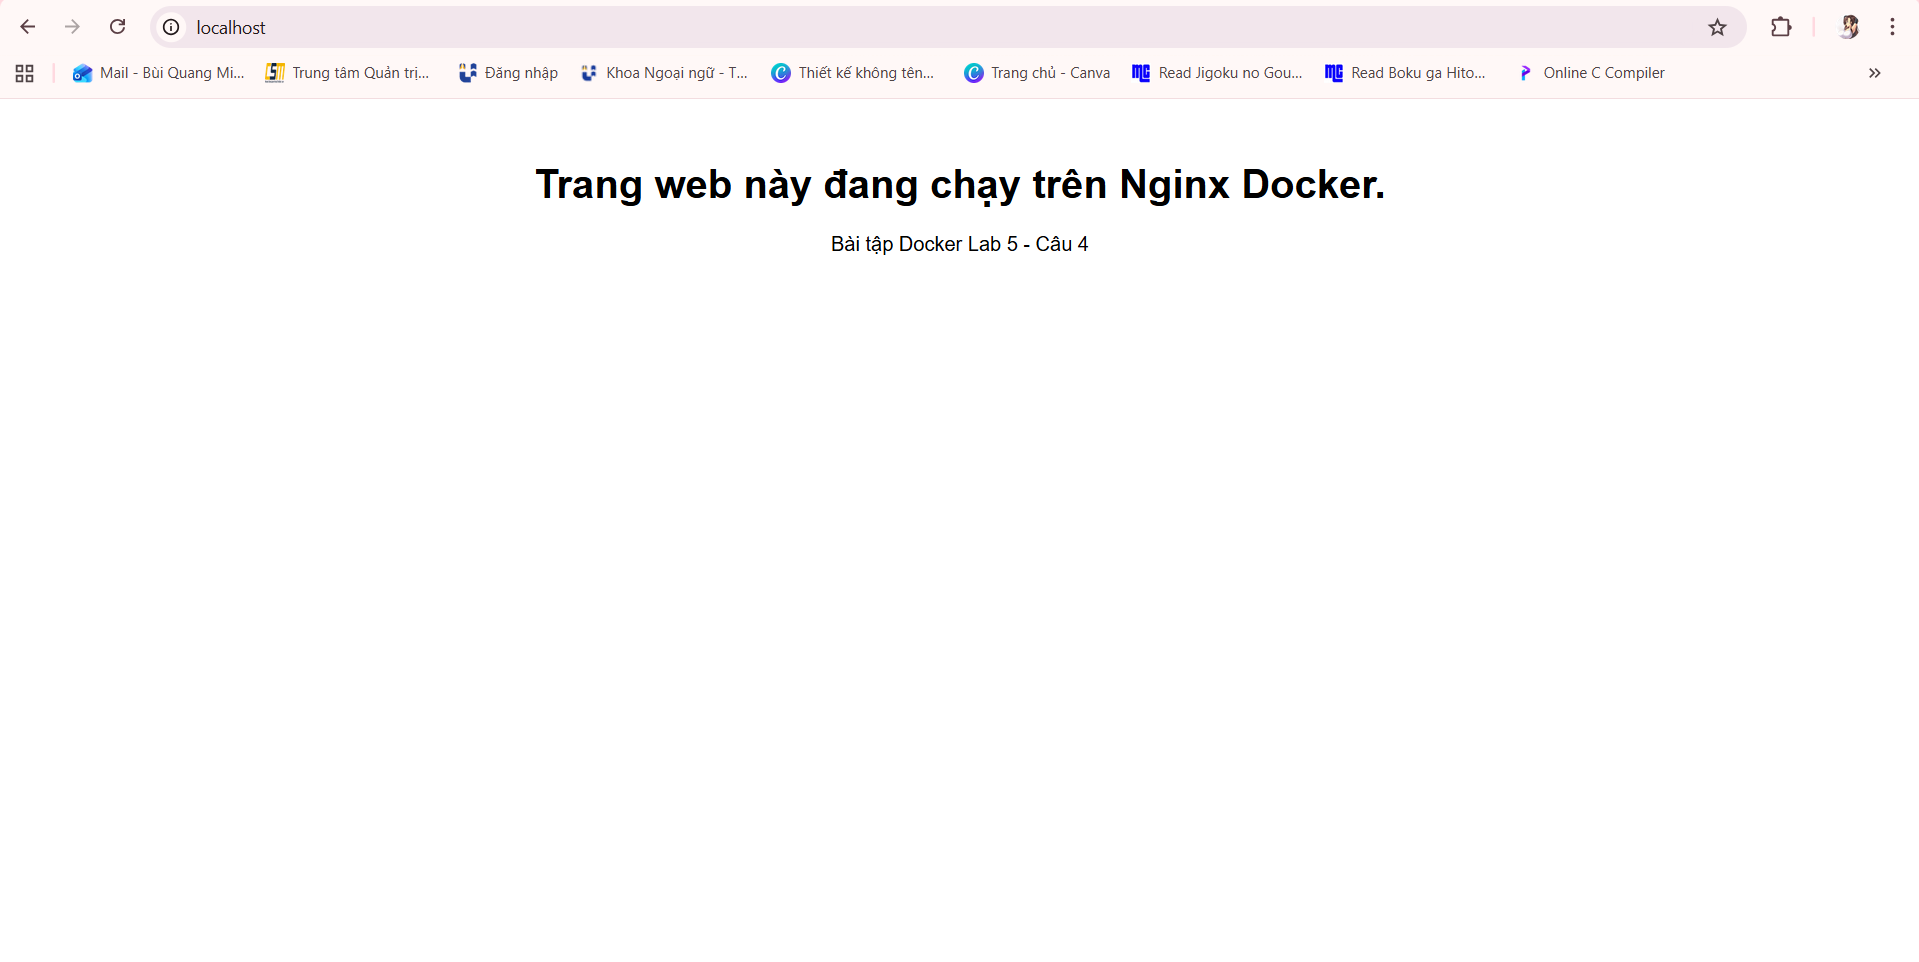 localhost
Mail - Bùi Quang Mi...
Trung tâm Quản trị...
Đăng nhập
Khoa Ngoại ngữ - T...
Thiết kế không tên...
Trang chủ - Canva
Read Jigoku no Gou...
Read Boku ga Hito...
Online C Compiler
Trang web này đang chạy trên Nginx Docker.
Bài tập Docker Lab 5 - Câu 4